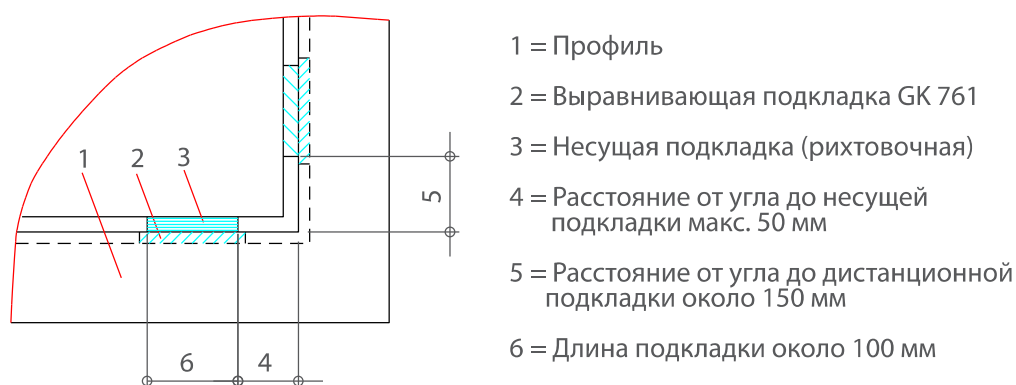 1 = Профиль
2 = Выравнивающая подкладка GK 761
1 2 3
3 = Несущая подкладка (рихтовочная)
4 = Расстояние от угла до несущей
подкладки макс. 50 мм
5
5 = Расстояние от угла до дистанционной
подкладки около 150 мм
6 = Длина подкладки около 100 мм
6 4